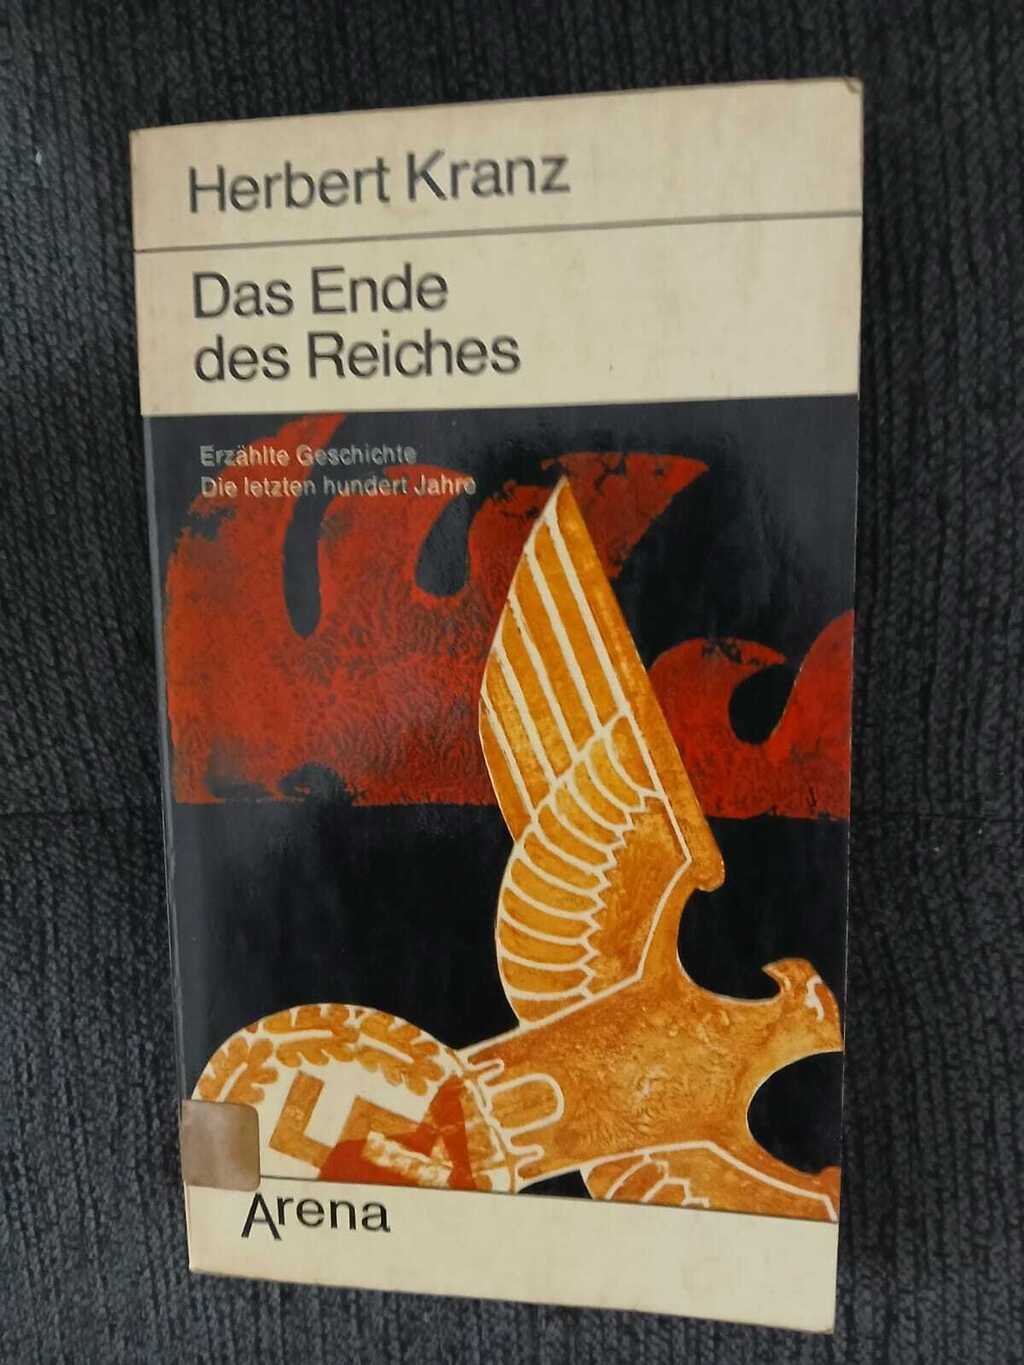 Herbert Kranz
Das Ende
des Reiches
Erzählte Geschichte
Die letzten hundert Jahre
Arena